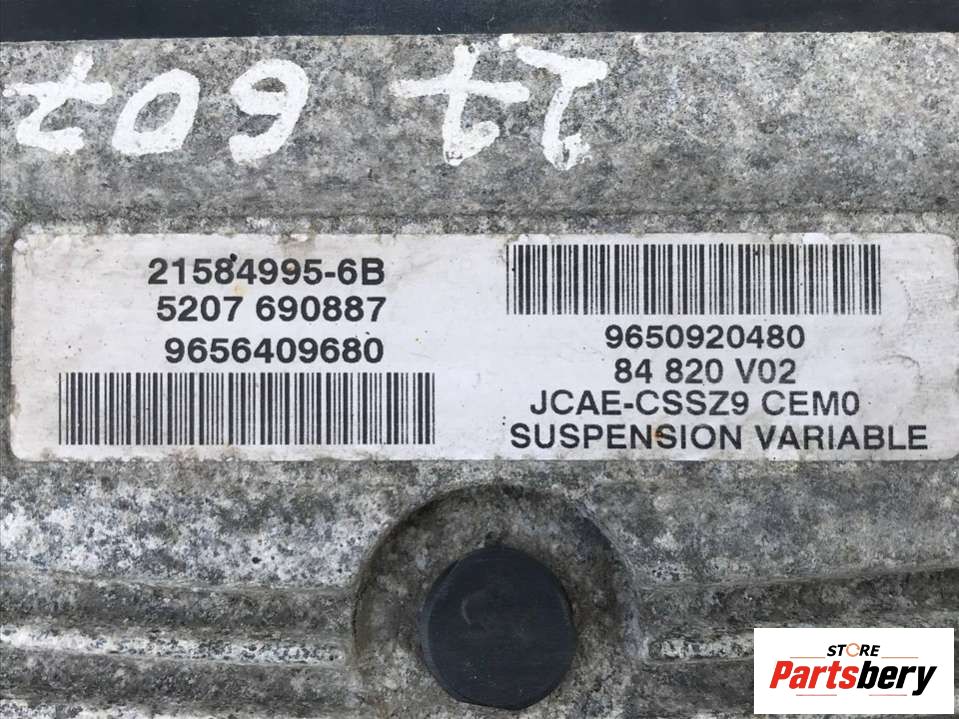 21584995-6B
5207 690887
9656409680
9650920480
84 820 V02
JCAE-CSSZ9 CEM0
SUSPENSION VARIABLE
STORE
Partsbery